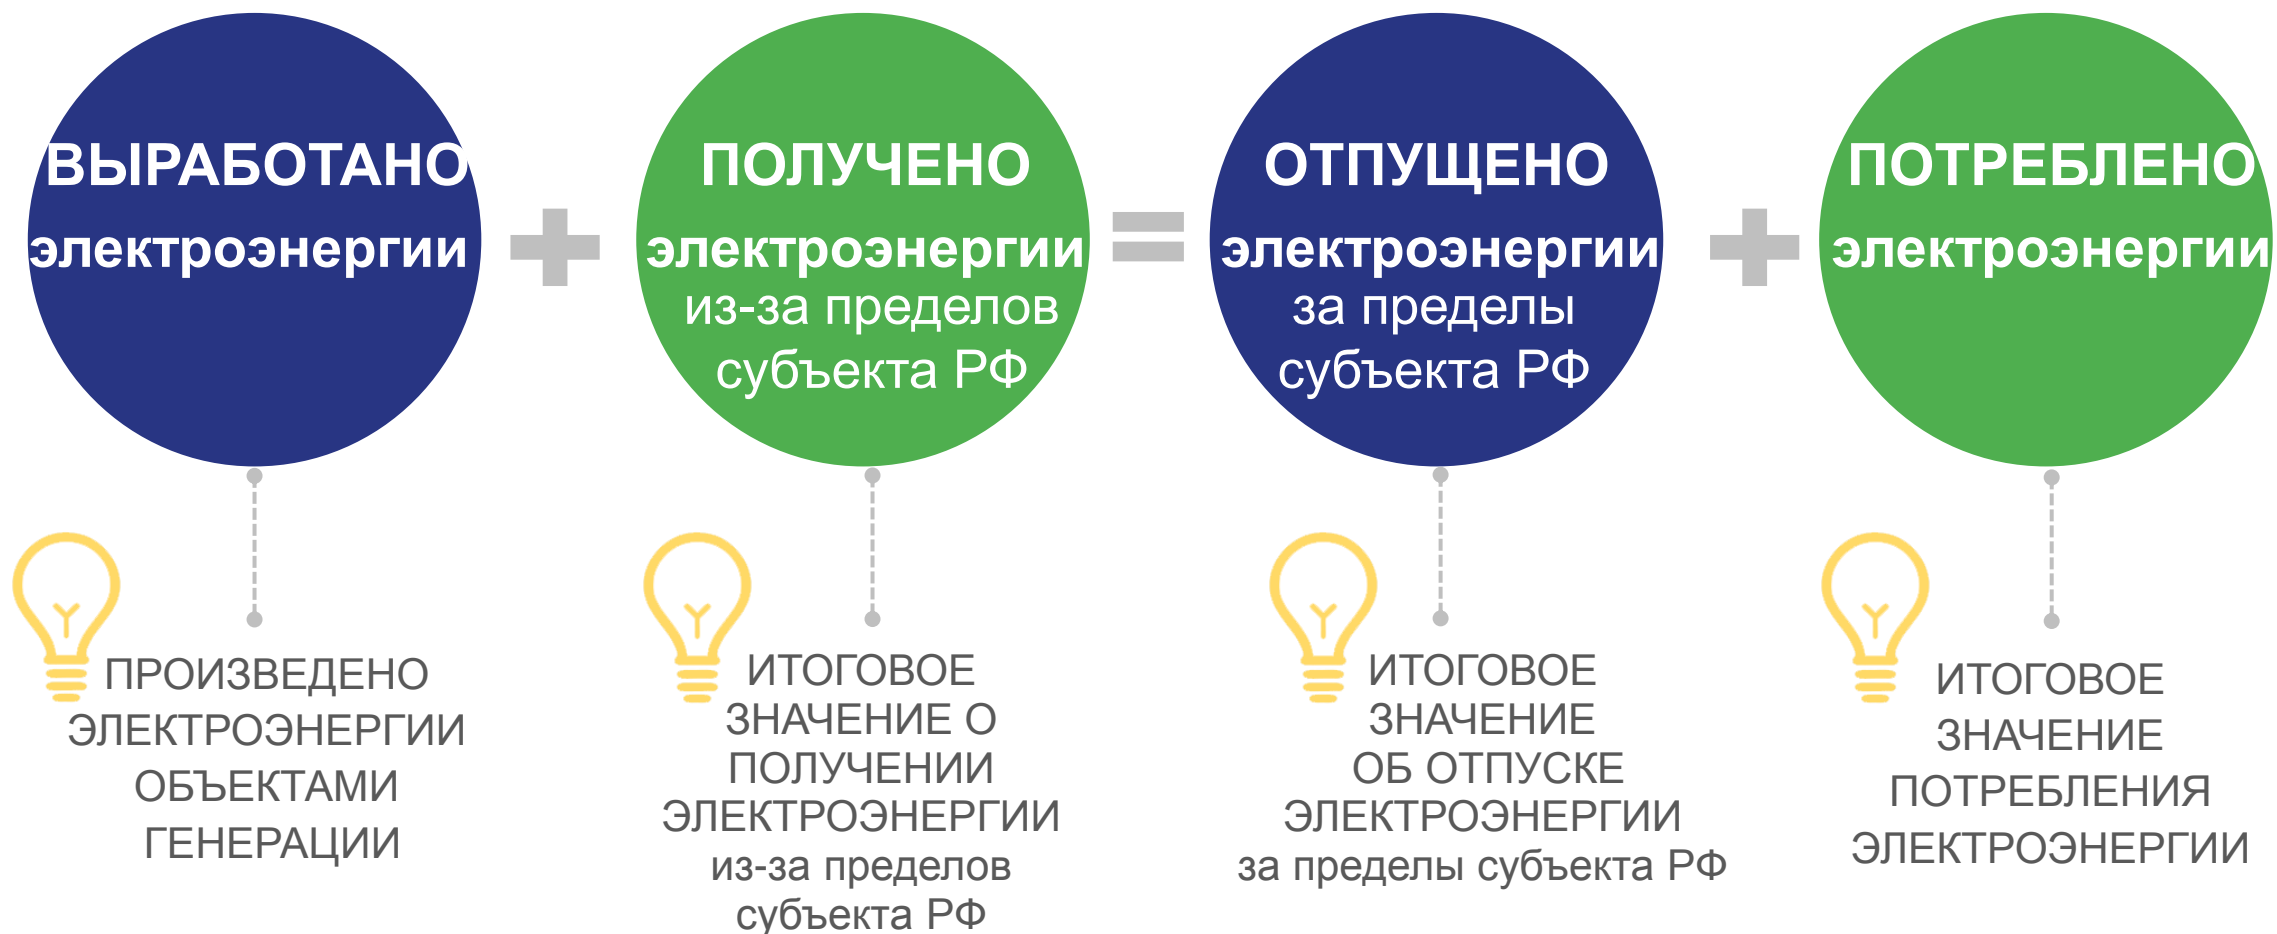 ВЫРАБОТАНО
электроэнергии
+
ПОЛУЧЕНО
электроэнергии
из-за пределов
субъекта РФ
=
ОТПУЩЕНО
электроэнергии
за пределы
субъекта РФ
+
ПОТРЕБЛЕНО
электроэнергии
ПРОИЗВЕДЕНО
ЭЛЕКТРОЭНЕРГИИ
ОБЪЕКТАМИ
ГЕНЕРАЦИИ
ИТОГОВОЕ
ЗНАЧЕНИЕ О
ПОЛУЧЕНИИ
ЭЛЕКТРОЭНЕРГИИ
из-за пределов
субъекта РФ
ИТОГОВОЕ
ЗНАЧЕНИЕ
ОБ ОТПУСКЕ
ЭЛЕКТРОЭНЕРГИИ
за пределы субъекта РФ
ИТОГОВОЕ
ЗНАЧЕНИЕ
ПОТРЕБЛЕНИЯ
ЭЛЕКТРОЭНЕРГИИ